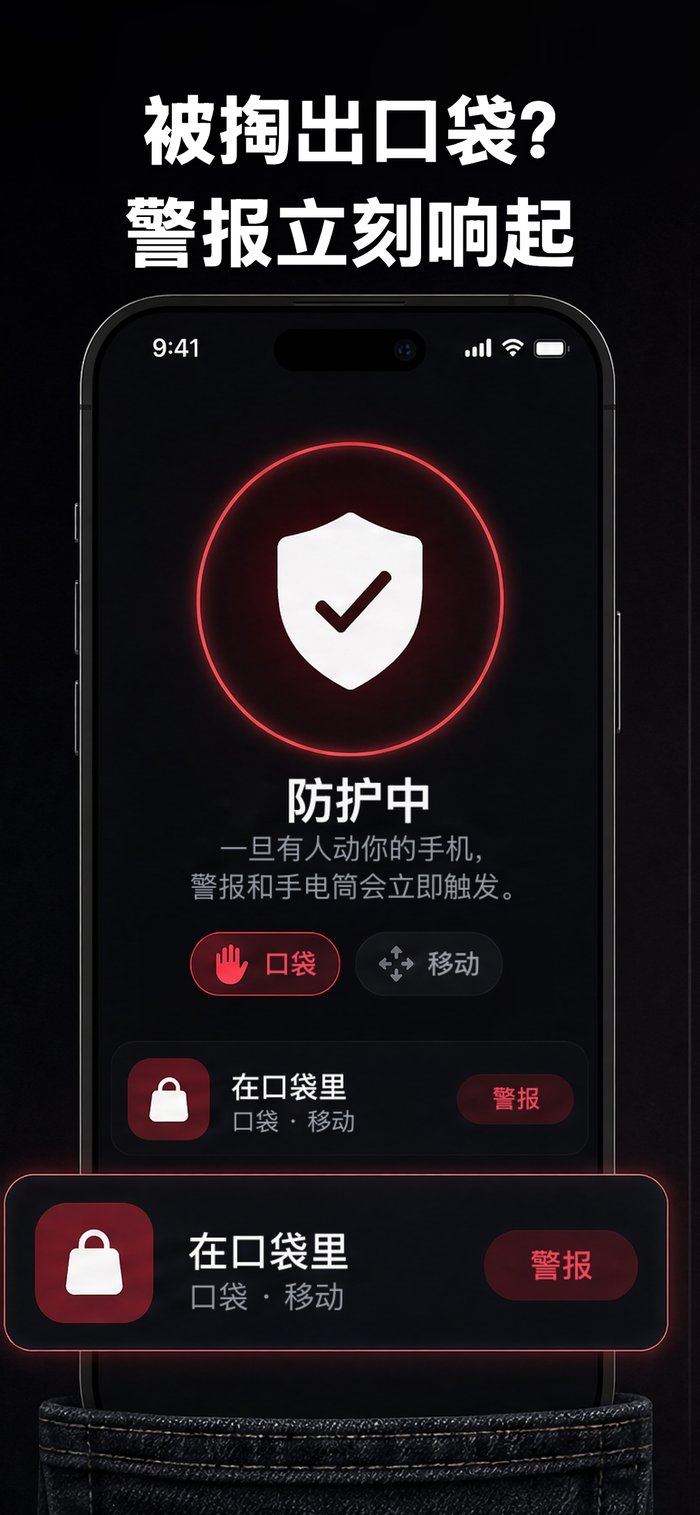 被掏出口袋?
警报立刻响起
9:41
防护中
一旦有人动你的手机，
警报和手电筒会立即触发。
口袋
移动
在口袋里
口袋 · 移动
警报
在口袋里
口袋 · 移动
警报